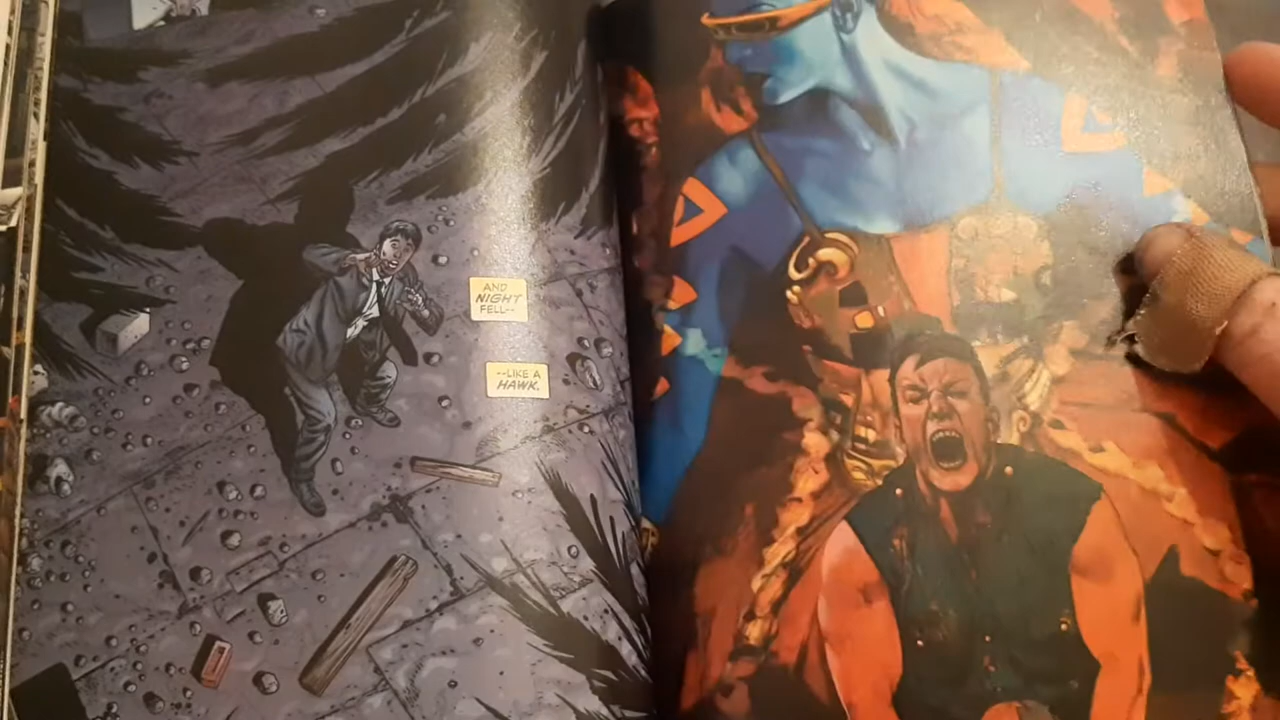 AND
NIGHT
FELL--
--LIKE A
HAWK.